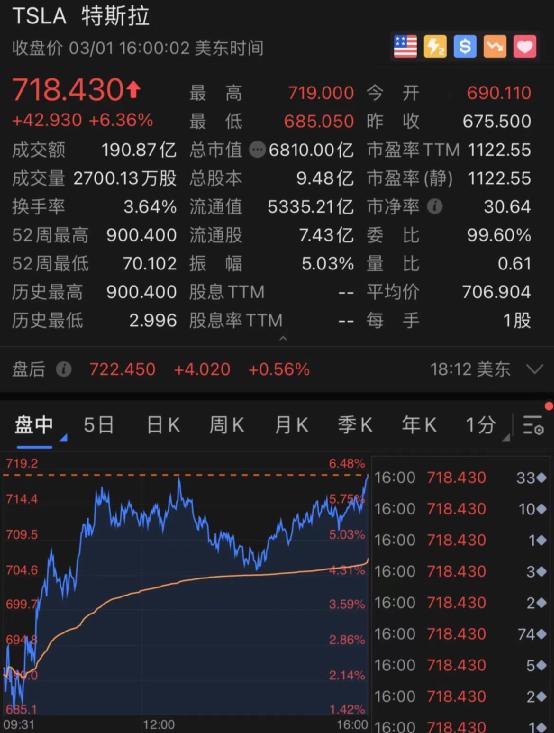 TSLA 特斯拉
收盘价 03/01 16:00:02 美东时间
718.430 最高 719.000 今开 690.110
+42.930 +6.36% 最低 685.050 昨收 675.500
成交额 190.87亿 总市值 6810.00亿 市盈率TTM 1122.55
成交量 2700.13万股 总股本 9.48亿 市盈率(静) 1122.55
换手率 3.64% 流通值 5335.21亿 市净率 30.64
52周最高 900.400 流通股 7.43亿 委比 99.60%
52周最低 70.102 振幅 5.03% 量比 0.61
历史最高 900.400 股息TTM -- 平均价 706.904
历史最低 2.996 股息率TTM -- 每手 1股
盘后 722.450 +4.020 +0.56% 18:12 美东
盘中 5日 日K 周K 月K 季K 年K 1分
719.2 6.48% 16:00 718.430 33
714.4 5.75% 16:00 718.430 10
709.5 5.03% 16:00 718.430 1
704.6 4.31% 16:00 718.430 3
699.7 3.59% 16:00 718.430 2
694.8 2.86% 16:00 718.430 74
2.14% 16:00 718.430 5
685.1 1.42% 16:00 718.430 2
09:31 12:00 16:00 16:00 718.430 1